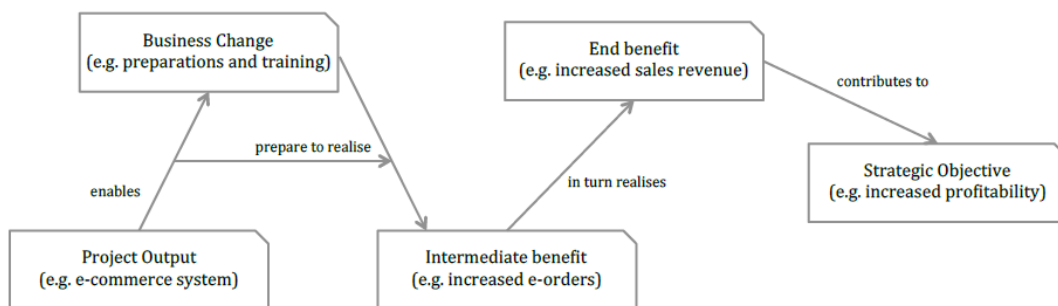 Business Change
(e.g. preparations and training)
End benefit
(e.g. increased sales revenue)
contributes to
prepare to realise
Strategic Objective
(e.g. increased profitability)
enables
in turn realises
Project Output
(e.g. e-commerce system)
Intermediate benefit
(e.g. increased e-orders)